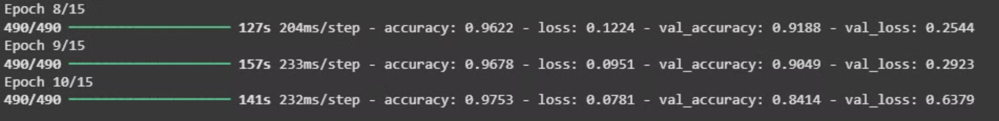 Epoch 8/15
490/490 ━━━━━━━━━━━━━━━━━━━━ 127s 204ms/step - accuracy: 0.9622 - loss: 0.1224 - val_accuracy: 0.9188 - val_loss: 0.2544
Epoch 9/15
490/490 ━━━━━━━━━━━━━━━━━━━━ 157s 233ms/step - accuracy: 0.9678 - loss: 0.0951 - val_accuracy: 0.9049 - val_loss: 0.2923
Epoch 10/15
490/490 ━━━━━━━━━━━━━━━━━━━━ 141s 232ms/step - accuracy: 0.9753 - loss: 0.0781 - val_accuracy: 0.8414 - val_loss: 0.6379